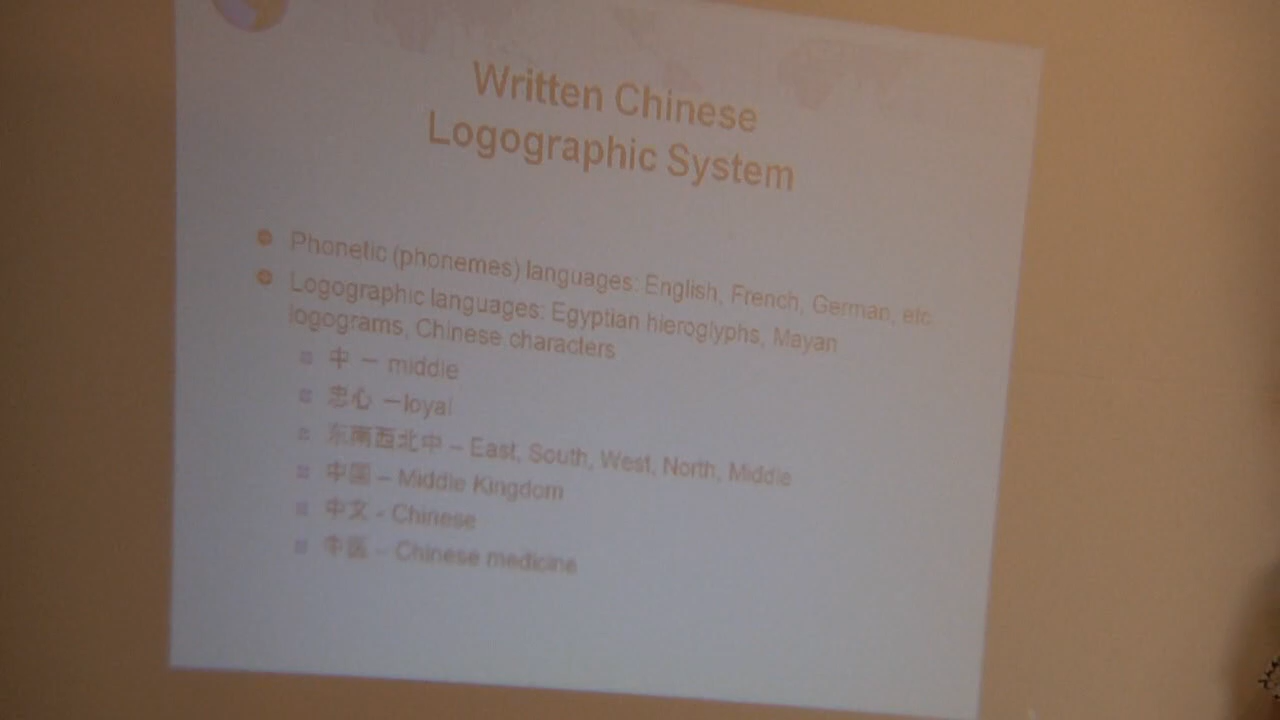 Written Chinese
Logographic System
Phonetic (phonemes) languages: English, French, German, etc
Logographic languages: Egyptian hieroglyphs, Mayan
logograms, Chinese characters
中 – middle
忠心 –loyal
东南西北中 – East, South, West, North, Middle
中国 – Middle Kingdom
中文 - Chinese
中医 – Chinese medicine